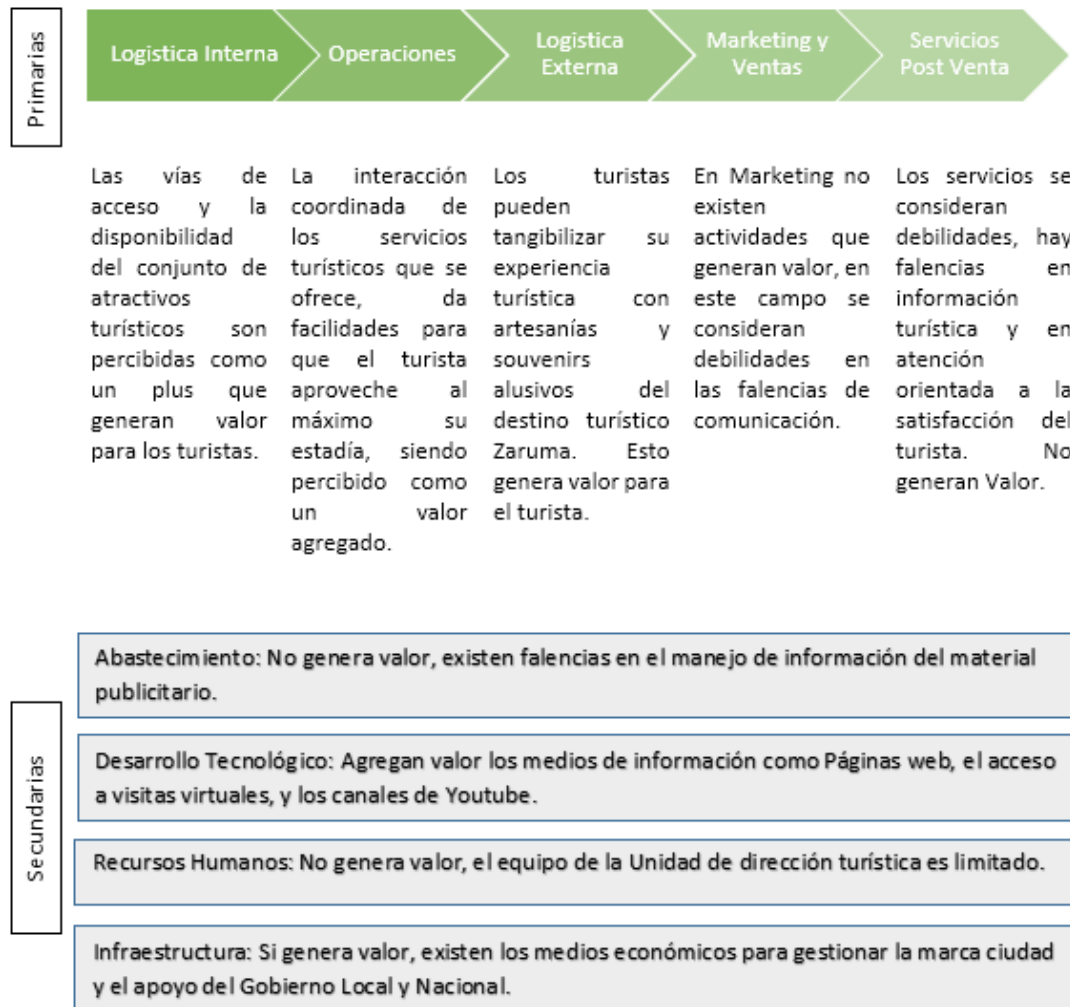 Primarias
Logistica Interna
Operaciones
Logistica
Externa
Marketing y
Ventas
Servicios
Post Venta
Las vías de
acceso y la
disponibilidad
del conjunto de
atractivos
turísticos son
percibidas como
un plus que
generan valor
para los turistas.
La interacción
coordinada de
los servicios
turísticos que se
ofrece, da
facilidades para
que el turista
aproveche al
máximo su
estadía, siendo
percibido como
un valor
agregado.
Los turistas
pueden
tangibilizar su
experiencia
turística con
artesanías y
souvenirs
alusivos del
destino turístico
Zaruma. Esto
genera valor para
el turista.
En Marketing no
existen
actividades que
generan valor, en
este campo se
consideran
debilidades en
las falencias de
comunicación.
Los servicios se
consideran
debilidades, hay
falencias en
información
turística y en
atención
orientada a la
satisfacción del
turista. No
generan Valor.
Secundarias
Abastecimiento: No genera valor, existen falencias en el manejo de información del material
publicitario.
Desarrollo Tecnológico: Agregan valor los medios de información como Páginas web, el acceso
a visitas virtuales, y los canales de Youtube.
Recursos Humanos: No genera valor, el equipo de la Unidad de dirección turística es limitado.
Infraestructura: Si genera valor, existen los medios económicos para gestionar la marca ciudad
y el apoyo del Gobierno Local y Nacional.